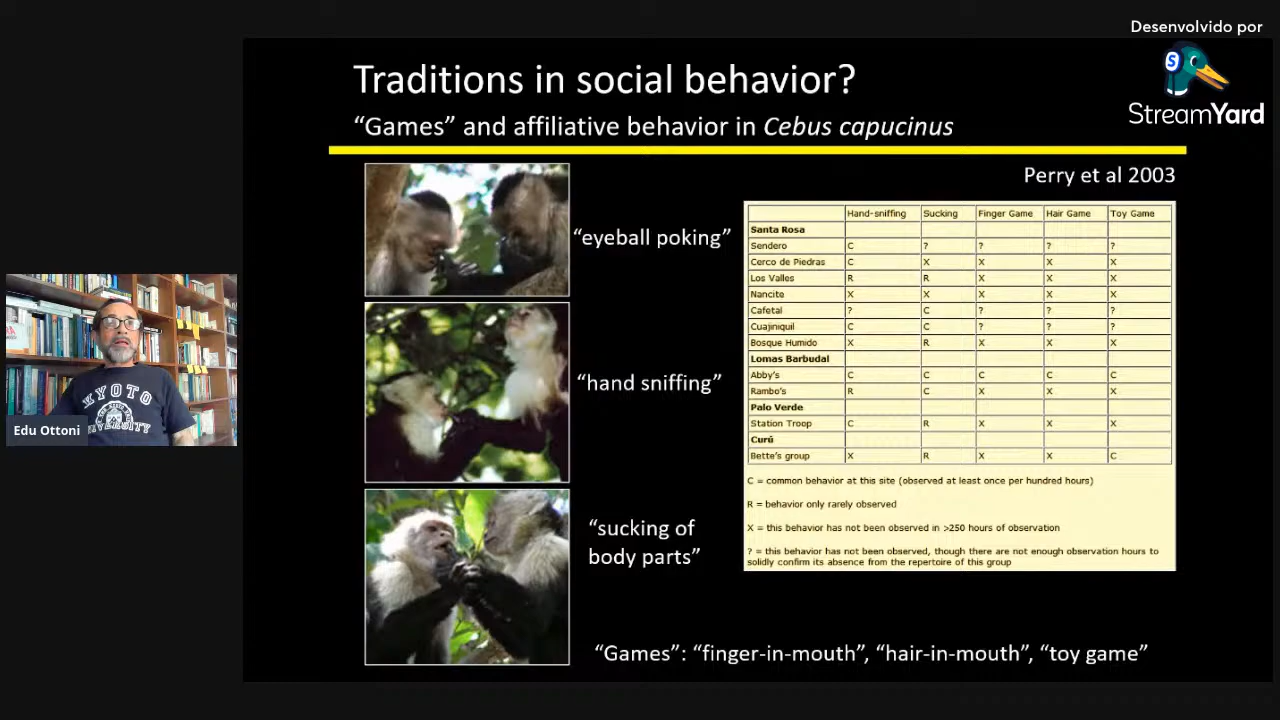 Desenvolvido por
StreamYard
Traditions in social behavior?
“Games” and affiliative behavior in Cebus capucinus
Perry et al 2003
“eyeball poking”
“hand sniffing”
“sucking of
body parts”
Hand-sniffing Sucking Finger Game Hair Game Toy Game
Santa Rosa
Sendero C ? ? ? ?
Cerco de Piedras C X X X X
Los Valles R R X X X
Nancite X X X X X
Cafetal ? C ? ? ?
Cuajiniquil C C ? ? ?
Bosque Humido X R X X X
Lomas Barbudal
Abby's C C C C C
Rambo's R C X X X
Palo Verde
Station Troop C R X X X
Curú
Bette's group X R X X C
C = common behavior at this site (observed at least once per hundred hours)
R = behavior only rarely observed
X = this behavior has not been observed in >250 hours of observation
? = this behavior has not been observed, though there are not enough observation hours to
solidly confirm its absence from the repertoire of this group
“Games”: “finger-in-mouth”, “hair-in-mouth”, “toy game”
KYOTO
Edu Ottoni